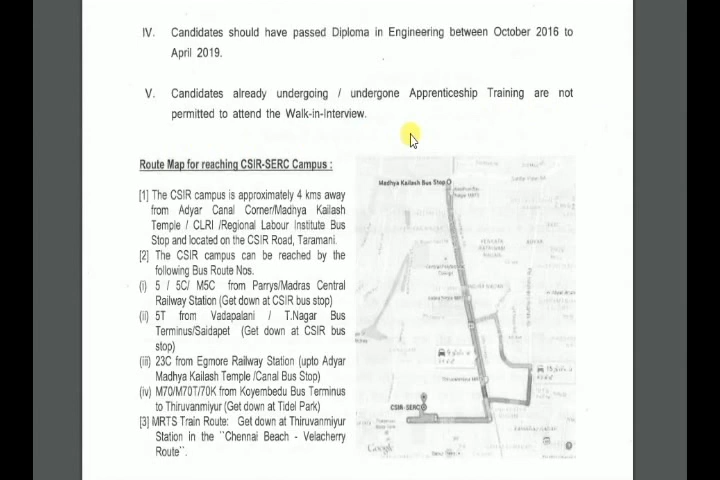 IV. Candidates should have passed Diploma in Engineering between October 2016 to
April 2019.
V. Candidates already undergoing / undergone Apprenticeship Training are not
permitted to attend the Walk-in-Interview.
Route Map for reaching CSIR-SERC Campus :
[1] The CSIR campus is approximately 4 kms away
from Adyar Canal Corner/Madhya Kailash
Temple / CLRI /Regional Labour Institute Bus
Stop and located on the CSIR Road, Taramani.
[2] The CSIR campus can be reached by the
following Bus Route Nos.
(i) 5 / 5C/ M5C from Parrys/Madras Central
Railway Station (Get down at CSIR bus stop)
(ii) 5T from Vadapalani / T.Nagar Bus
Terminus/Saidapet (Get down at CSIR bus
stop)
(iii) 23C from Egmore Railway Station (upto Adyar
Madhya Kailash Temple /Canal Bus Stop)
(iv) M70/M70T/70K from Koyembedu Bus Terminus
to Thiruvanmiyur (Get down at Tidel Park)
[3] MRTS Train Route: Get down at Thiruvanmiyur
Station in the ``Chennai Beach - Velacherry
Route``.
Madhya Kailash Bus Stop
CSIR-SERC
Google